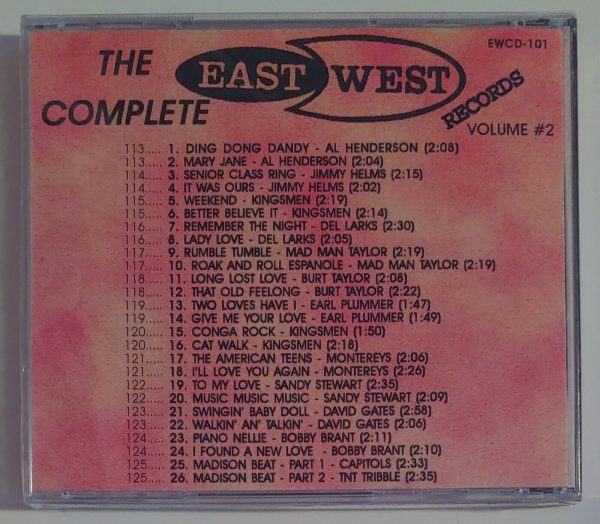 EWCD-101
THE
COMPLETE
EAST WEST
RECORDS
VOLUME #2
113..... 1. DING DONG DANDY - AL HENDERSON (2:08)
113..... 2. MARY JANE - AL HENDERSON (2:04)
114..... 3. SENIOR CLASS RING - JIMMY HELMS (2:15)
114..... 4. IT WAS OURS - JIMMY HELMS (2:02)
115..... 5. WEEKEND - KINGSMEN (2:19)
115..... 6. BETTER BELIEVE IT - KINGSMEN (2:14)
116..... 7. REMEMBER THE NIGHT - DEL LARKS (2:30)
116..... 8. LADY LOVE - DEL LARKS (2:05)
117..... 9. RUMBLE TUMBLE - MAD MAN TAYLOR (2:19)
117..... 10. ROAK AND ROLL ESPANOLE - MAD MAN TAYLOR (2:19)
118..... 11. LONG LOST LOVE - BURT TAYLOR (2:08)
118..... 12. THAT OLD FEELONG - BURT TAYLOR (2:22)
119..... 13. TWO LOVES HAVE I - EARL PLUMMER (1:47)
119..... 14. GIVE ME YOUR LOVE - EARL PLUMMER (1:49)
120..... 15. CONGA ROCK - KINGSMEN (1:50)
120..... 16. CAT WALK - KINGSMEN (2:18)
121..... 17. THE AMERICAN TEENS - MONTEREYS (2:06)
121..... 18. I'LL LOVE YOU AGAIN - MONTEREYS (2:26)
122..... 19. TO MY LOVE - SANDY STEWART (2:35)
122..... 20. MUSIC MUSIC MUSIC - SANDY STEWART (2:09)
123..... 21. SWINGIN' BABY DOLL - DAVID GATES (2:58)
123..... 22. WALKIN' AN' TALKIN' - DAVID GATES (2:06)
124..... 23. PIANO NELLIE - BOBBY BRANT (2:11)
124..... 24. I FOUND A NEW LOVE - BOBBY BRANT (2:10)
125..... 25. MADISON BEAT - PART 1 - CAPITOLS (2:33)
125..... 26. MADISON BEAT - PART 2 - TNT TRIBBLE (2:35)